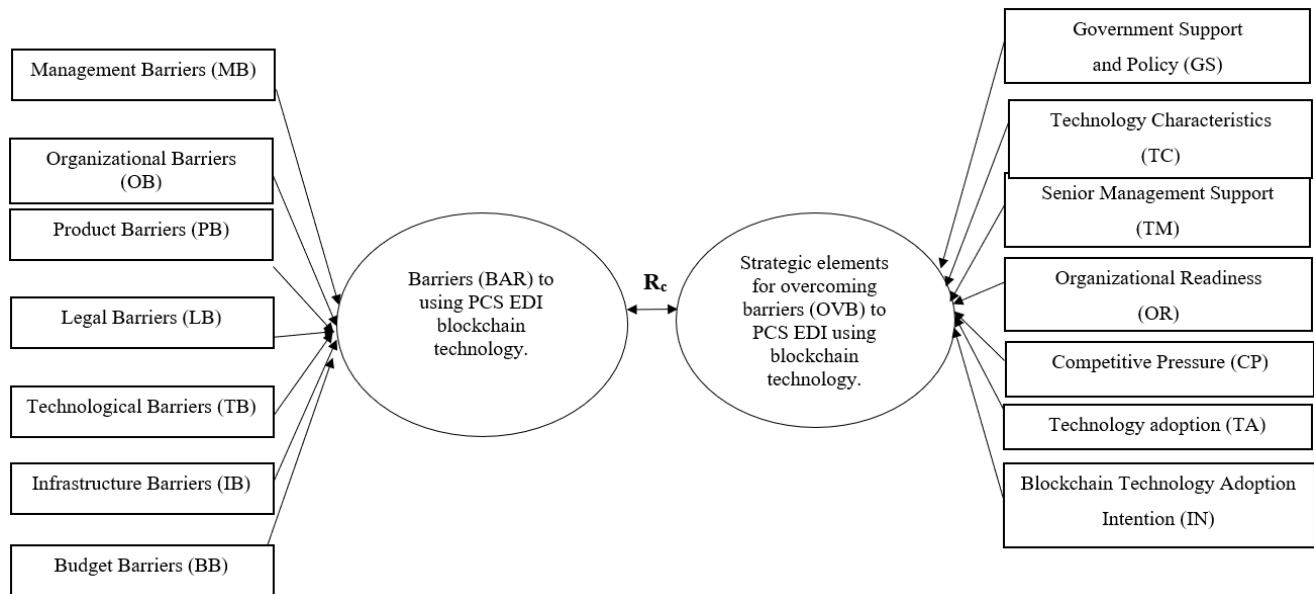 Management Barriers (MB)
Organizational Barriers
(OB)
Product Barriers (PB)
Legal Barriers (LB)
Technological Barriers (TB)
Infrastructure Barriers (IB)
Budget Barriers (BB)
Barriers (BAR) to
using PCS EDI
blockchain
technology.
Rc
Strategic elements
for overcoming
barriers (OVB) to
PCS EDI using
blockchain
technology.
Government Support
and Policy (GS)
Technology Characteristics
(TC)
Senior Management Support
(TM)
Organizational Readiness
(OR)
Competitive Pressure (CP)
Technology adoption (TA)
Blockchain Technology Adoption
Intention (IN)